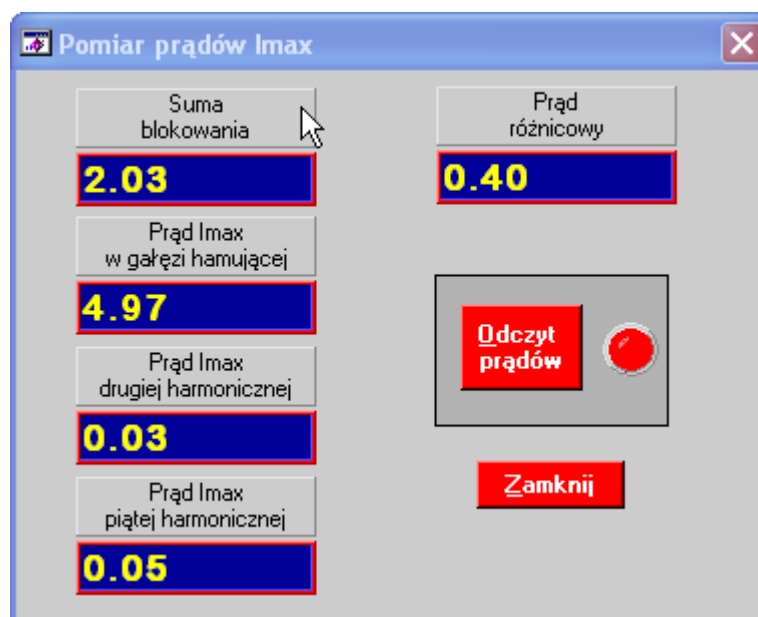 Pomiar prądów Imax
Suma
blokowania
2.03
Prąd Imax
w gałęzi hamującej
4.97
Prąd Imax
drugiej harmonicznej
0.03
Prąd Imax
piątej harmonicznej
0.05
Prąd
różnicowy
0.40
Odczyt
prądów
Zamknij